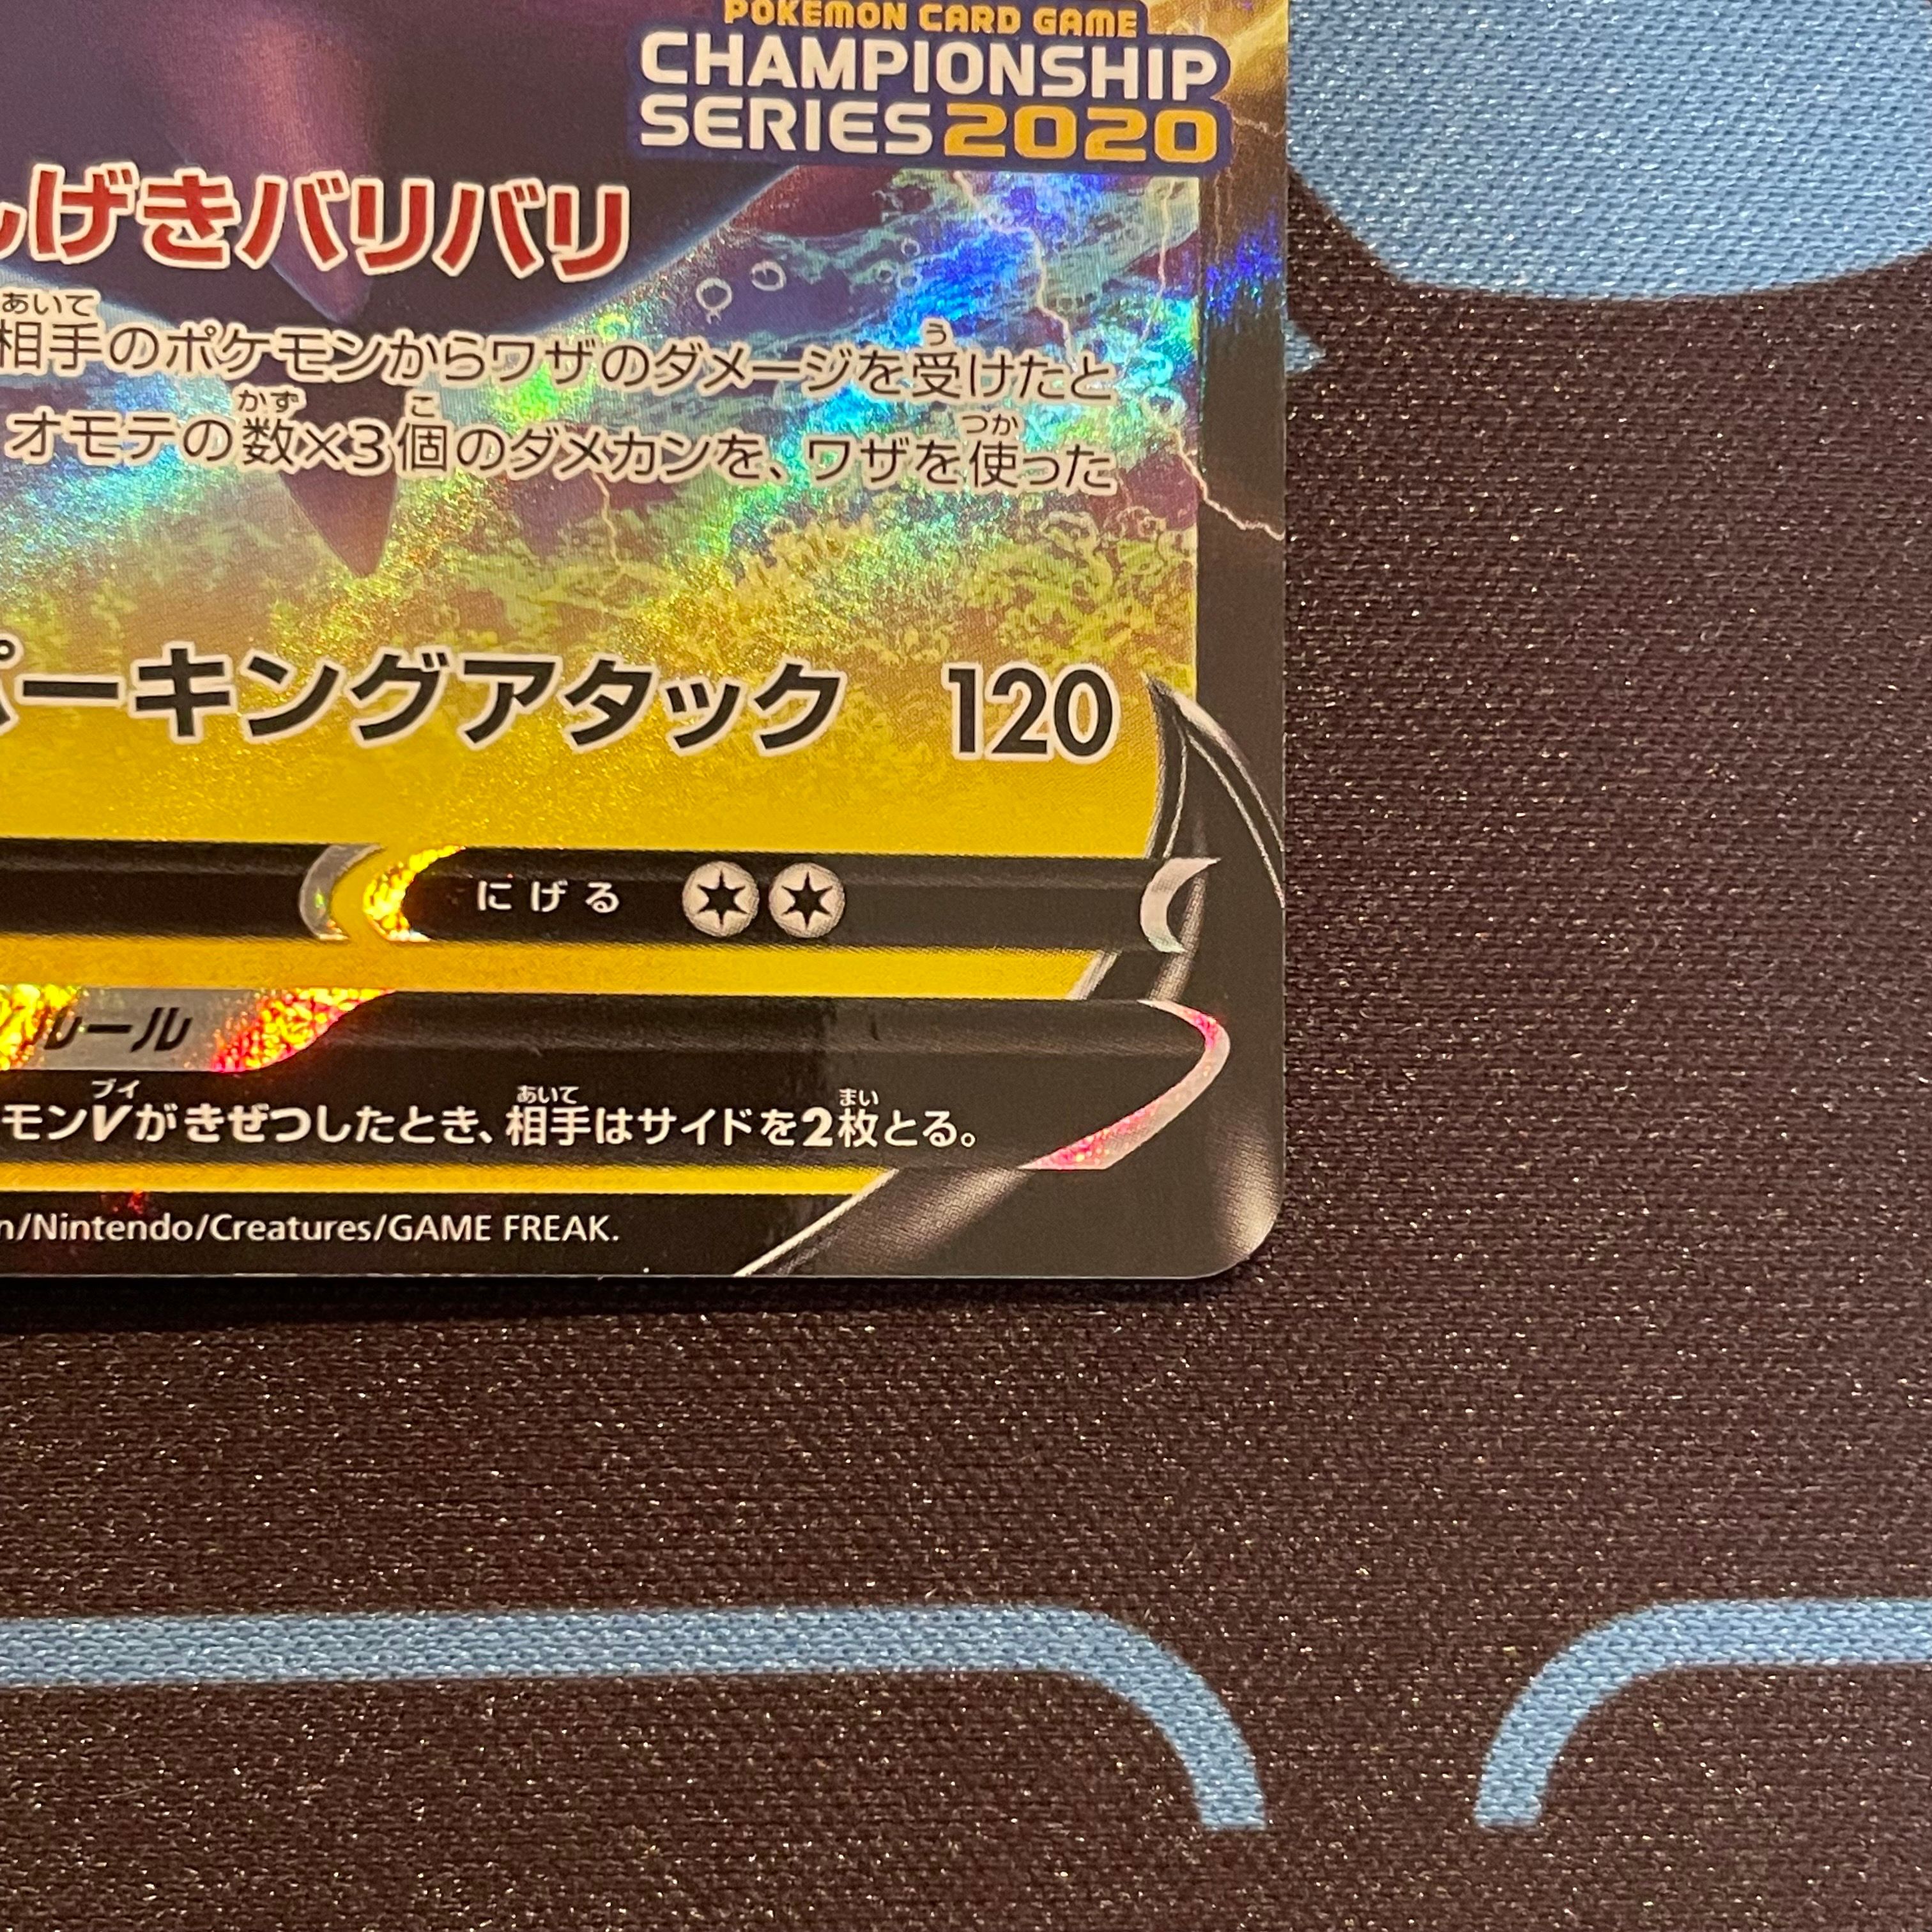 POKÉMON CARD GAME
CHAMPIONSHIP
SERIES 2020
げきバリバリ
あいて
相手のポケモンからワザのダメージを受けたと
う
かず こ つか
オモテの数×3個のダメカンを、ワザを使った
ーキングアタック 120
にげる
ルール
ブイ あいて まい
モンVがきぜつしたとき、相手はサイドを2枚とる。
n/Nintendo/Creatures/GAME FREAK.